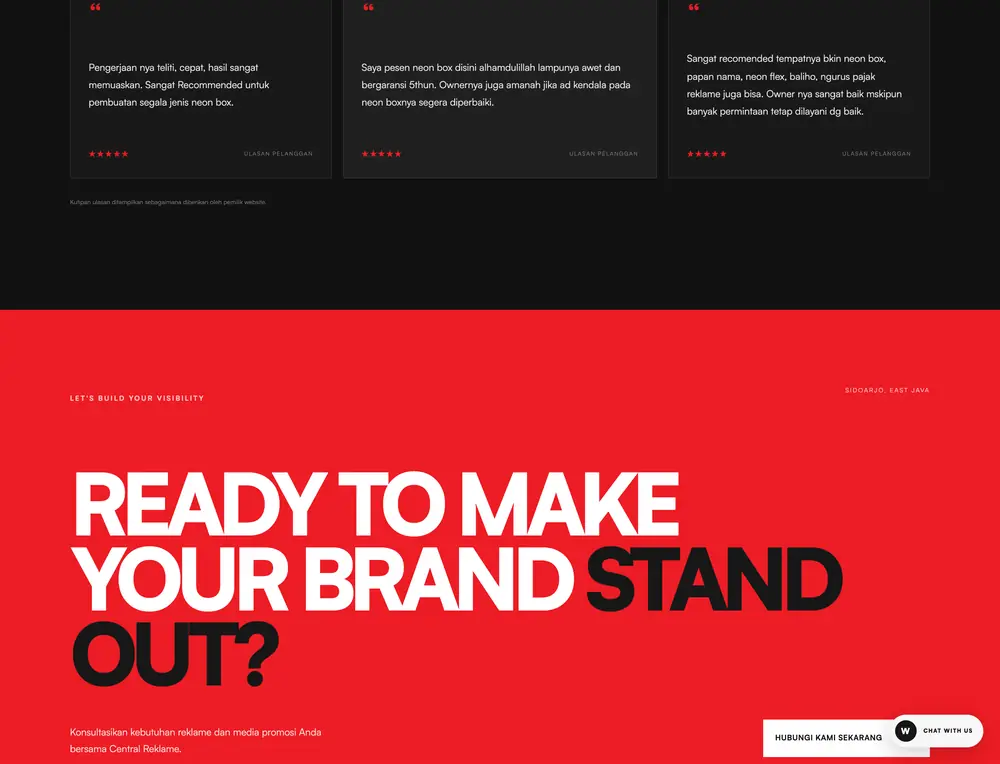 “
Pengerjaan nya teliti, cepat, hasil sangat
memuaskan. Sangat Recommended untuk
pembuatan segala jenis neon box.
★★★★★
ULASAN PELANGGAN
“
Saya pesen neon box disini alhamdulillah lampunya awet dan
bergaransi 5thun. Ownernya juga amanah jika ad kendala pada
neon boxnya segera diperbaiki.
★★★★★
ULASAN PELANGGAN
“
Sangat recomended tempatnya bkin neon box,
papan nama, neon flex, baliho, ngurus pajak
reklame juga bisa. Owner nya sangat baik mskipun
banyak permintaan tetap dilayani dg baik.
★★★★★
ULASAN PELANGGAN
Kutipan ulasan ditampilkan sebagaimana diberikan oleh pemilik website.
LET'S BUILD YOUR VISIBILITY
SIDOARJO, EAST JAVA
READY TO MAKE
YOUR BRAND STAND
OUT?
Konsultasikan kebutuhan reklame dan media promosi Anda
bersama Central Reklame.
HUBUNGI KAMI SEKARANG
W
CHAT WITH US